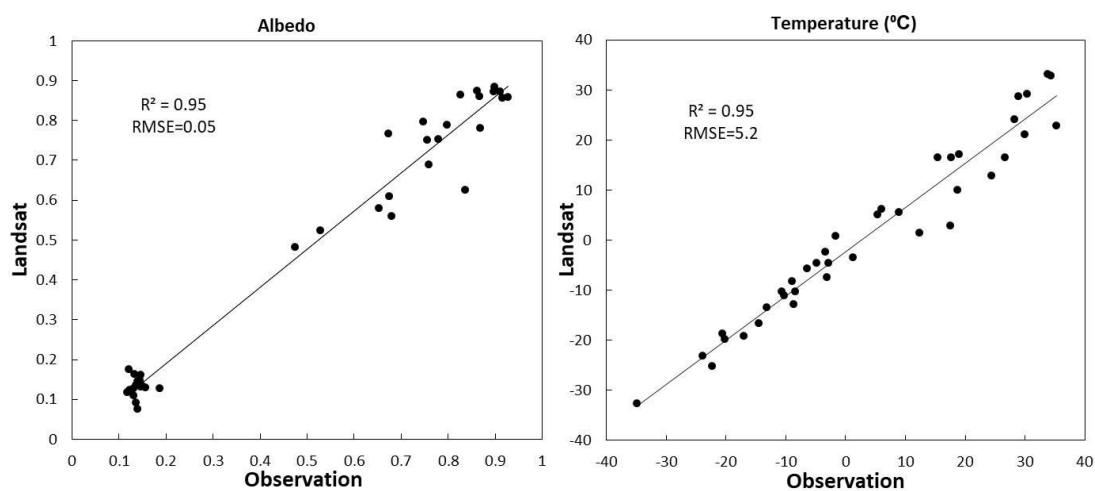 Albedo
1
0.9
0.8
0.7
0.6
0.5
0.4
0.3
0.2
0.1
0
R² = 0.95
RMSE=0.05
Landsat
0 0.1 0.2 0.3 0.4 0.5 0.6 0.7 0.8 0.9 1
Observation
Temperature (⁰C)
40
30
20
10
0
-10
-20
-30
-40
R² = 0.95
RMSE=5.2
Landsat
-40 -30 -20 -10 0 10 20 30 40
Observation